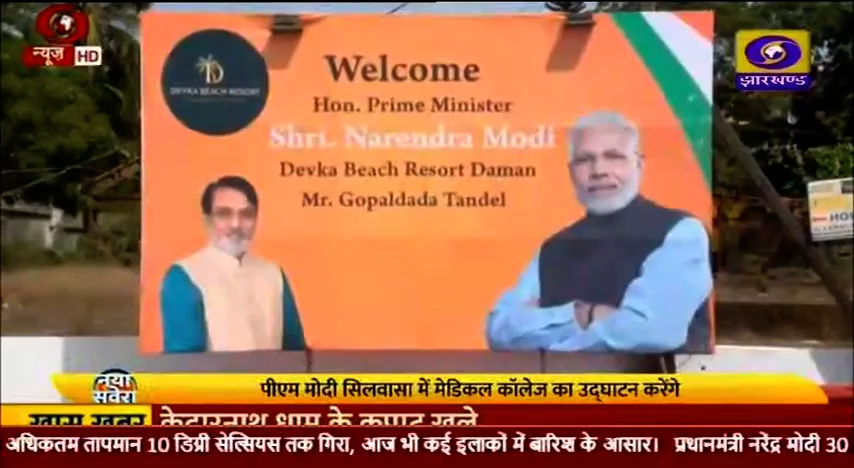 न्यूज़ HD
DEVKA BEACH RESORT
Welcome
Hon. Prime Minister
Shri. Narendra Modi
Devka Beach Resort Daman
Mr. Gopaldada Tandel
झारखण्ड
नया सवेरा
पीएम मोदी सिलवासा में मेडिकल कॉलेज का उद्घाटन करेंगे
खास खबर केदारनाथ धाम के कपाट खुले
अधिकतम तापमान 10 डिग्री सेल्सियस तक गिरा, आज भी कई इलाकों में बारिश के आसार। प्रधानमंत्री नरेंद्र मोदी 30